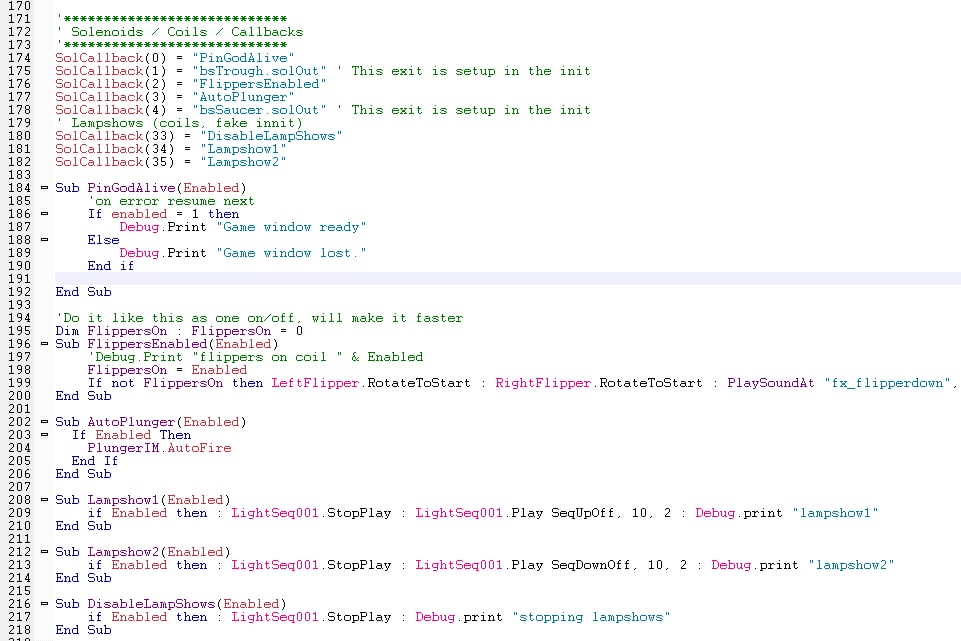 170
171 '****************************
172 ' Solenoids / Coils / Callbacks
173 '****************************
174 SolCallback(0) = "PinGodAlive"
175 SolCallback(1) = "bsTrough.solOut" ' This exit is setup in the init
176 SolCallback(2) = "FlippersEnabled"
177 SolCallback(3) = "AutoPlunger"
178 SolCallback(4) = "bsSaucer.solOut" ' This exit is setup in the init
179 ' Lampshows (coils, fake innit)
180 SolCallback(33) = "DisableLampShows"
181 SolCallback(34) = "Lampshow1"
182 SolCallback(35) = "Lampshow2"
183
184 Sub PinGodAlive(Enabled)
185 'on error resume next
186 If enabled = 1 then
187 Debug.Print "Game window ready"
188 Else
189 Debug.Print "Game window lost."
190 End if
191
192 End Sub
193
194 'Do it like this as one on/off, will make it faster
195 Dim FlippersOn : FlippersOn = 0
196 Sub FlippersEnabled(Enabled)
197 'Debug.Print "flippers on coil " & Enabled
198 FlippersOn = Enabled
199 If not FlippersOn then LeftFlipper.RotateToStart : RightFlipper.RotateToStart : PlaySoundAt "fx_flipperdown",
200 End Sub
201
202 Sub AutoPlunger(Enabled)
203 If Enabled Then
204 PlungerIM.AutoFire
205 End If
206 End Sub
207
208 Sub Lampshow1(Enabled)
209 if Enabled then : LightSeq001.StopPlay : LightSeq001.Play SeqUpOff, 10, 2 : Debug.print "lampshow1"
210 End Sub
211
212 Sub Lampshow2(Enabled)
213 if Enabled then : LightSeq001.StopPlay : LightSeq001.Play SeqDownOff, 10, 2 : Debug.print "lampshow2"
214 End Sub
215
216 Sub DisableLampShows(Enabled)
217 if Enabled then : LightSeq001.StopPlay : Debug.print "stopping lampshows"
218 End Sub